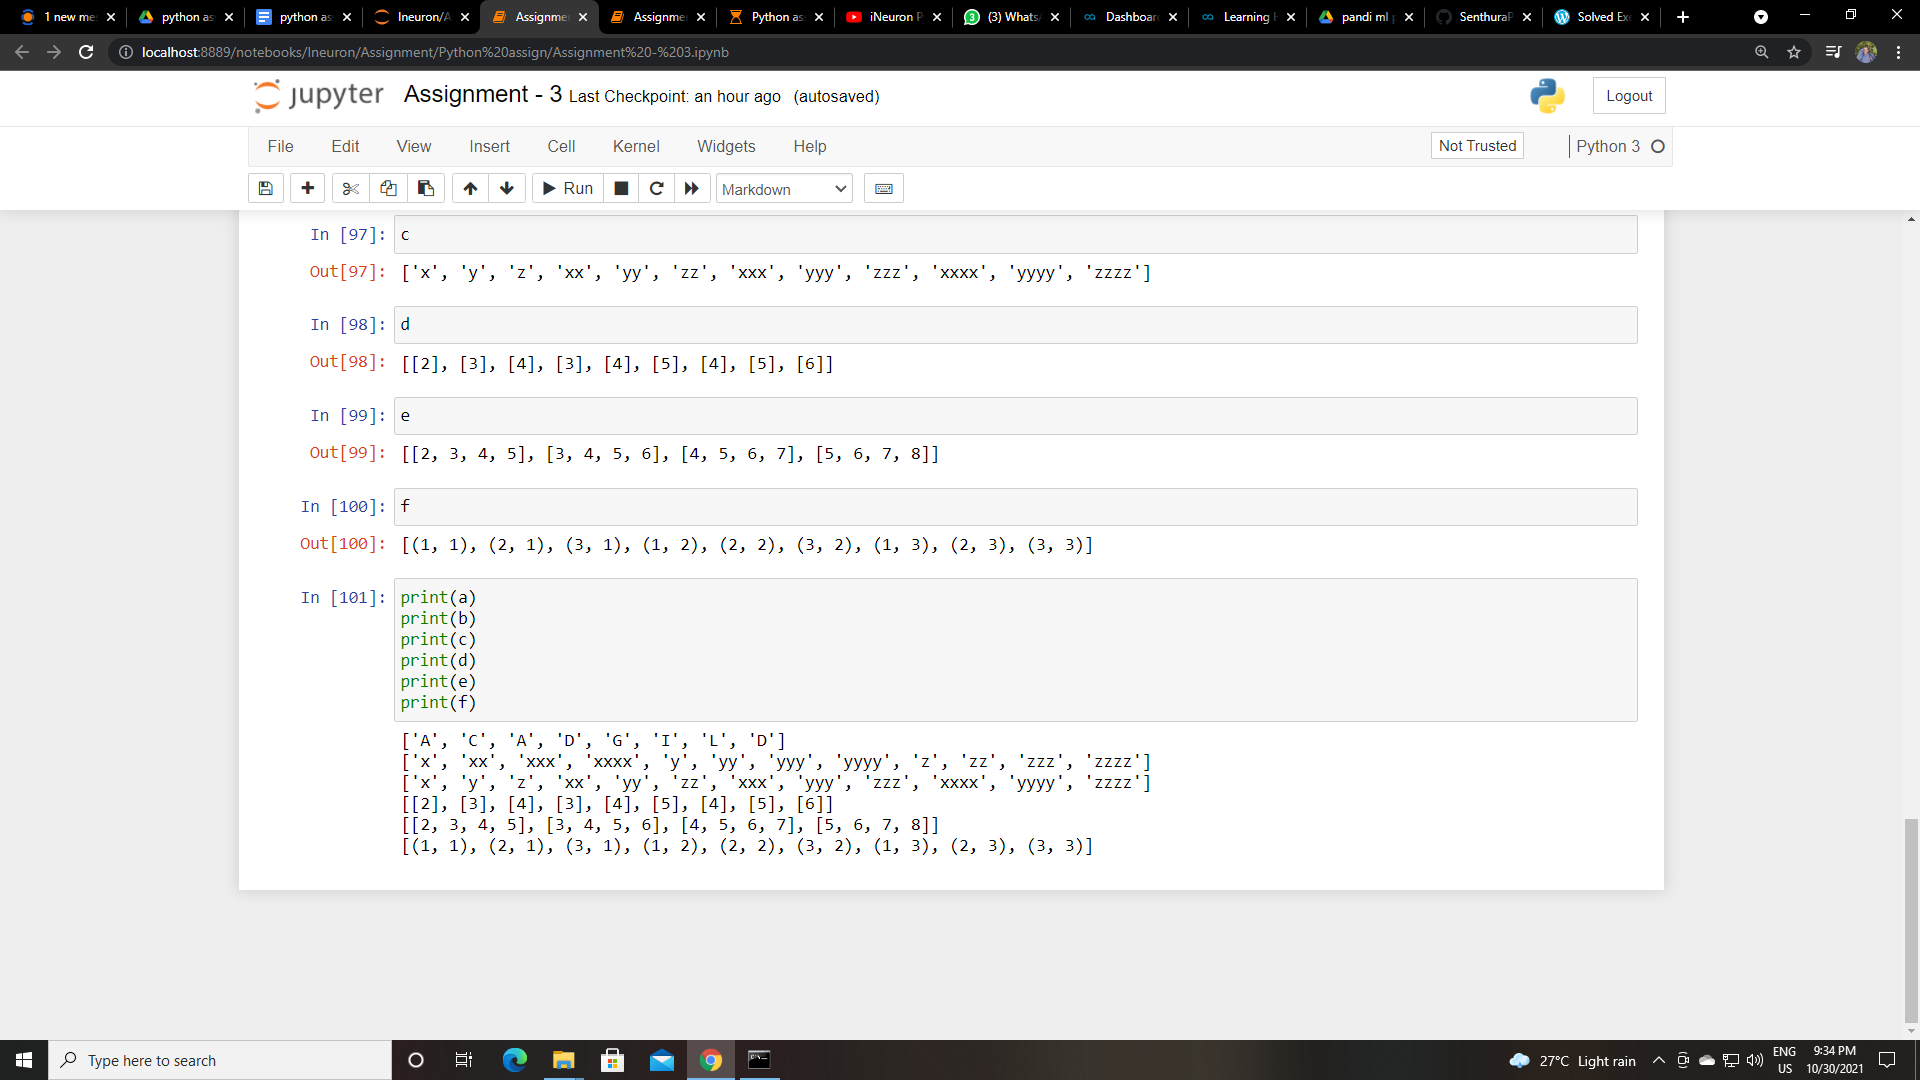 1 new me
python as
python as
Ineuron/A
Assignme
Assignme
Python as
iNeuron P
(3) Whats
Dashboar
Learning
pandi ml p
SenthuraP
Solved Exe
localhost:8889/notebooks/Ineuron/Assignment/Python%20assign/Assignment%20-%203.ipynb
jupyter Assignment - 3 Last Checkpoint: an hour ago (autosaved)
Logout
File Edit View Insert Cell Kernel Widgets Help
Not Trusted
Python 3
Run
Markdown
In [97]: c
Out[97]: ['x', 'y', 'z', 'xx', 'yy', 'zz', 'xxx', 'yyy', 'zzz', 'xxxx', 'yyyy', 'zzzz']
In [98]: d
Out[98]: [[2], [3], [4], [3], [4], [5], [4], [5], [6]]
In [99]: e
Out[99]: [[2, 3, 4, 5], [3, 4, 5, 6], [4, 5, 6, 7], [5, 6, 7, 8]]
In [100]: f
Out[100]: [(1, 1), (2, 1), (3, 1), (1, 2), (2, 2), (3, 2), (1, 3), (2, 3), (3, 3)]
In [101]: print(a)
print(b)
print(c)
print(d)
print(e)
print(f)
['A', 'C', 'A', 'D', 'G', 'I', 'L', 'D']
['x', 'xx', 'xxx', 'xxxx', 'y', 'yy', 'yyy', 'yyyy', 'z', 'zz', 'zzz', 'zzzz']
['x', 'y', 'z', 'xx', 'yy', 'zz', 'xxx', 'yyy', 'zzz', 'xxxx', 'yyyy', 'zzzz']
[[2], [3], [4], [3], [4], [5], [4], [5], [6]]
[[2, 3, 4, 5], [3, 4, 5, 6], [4, 5, 6, 7], [5, 6, 7, 8]]
[(1, 1), (2, 1), (3, 1), (1, 2), (2, 2), (3, 2), (1, 3), (2, 3), (3, 3)]
Type here to search
27°C Light rain
ENG
US
9:34 PM
10/30/2021